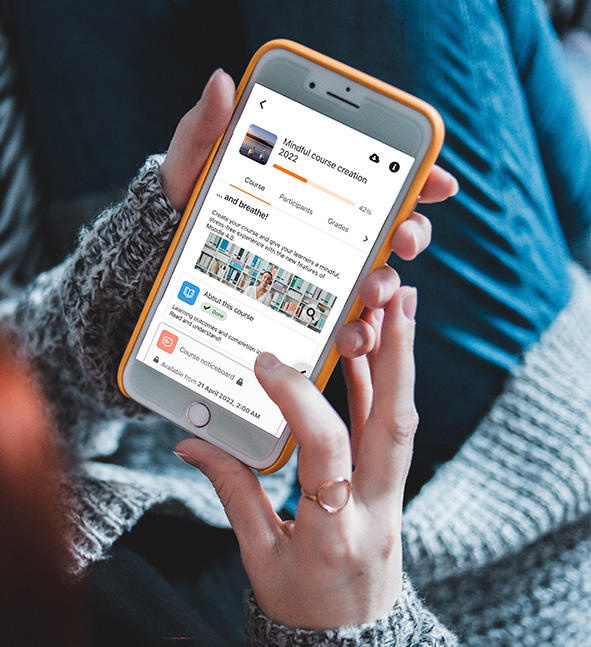 Mindful course creation
2022
42%
Course
Participants
Grades
... and breathe!
Create your course and give your learners a mindful,
stress-free experience with the new features of
Moodle 4.0.
About this course
Done
Learning outcomes and completion in
Read and understand!
Course noticeboard
Available from 21 April 2022, 2:00 AM